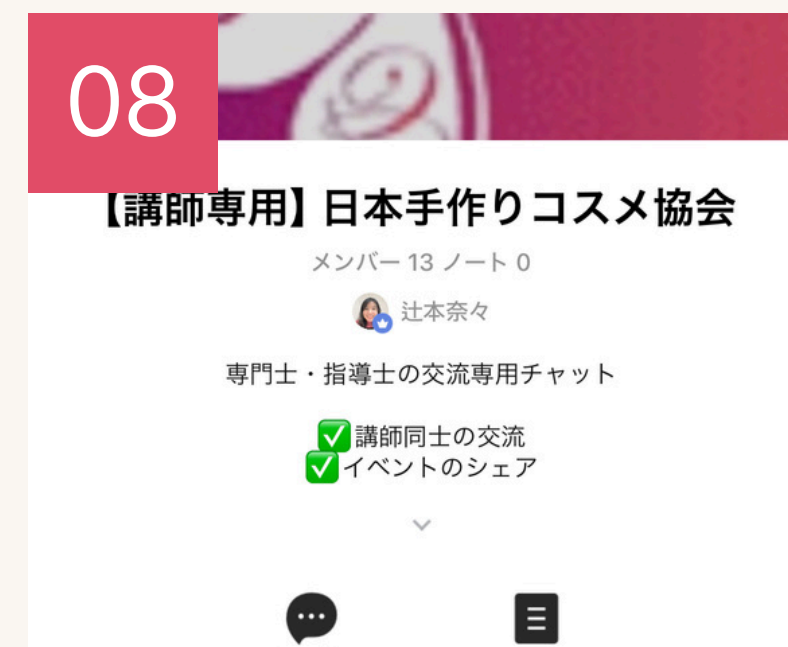 08
【講師専用】日本手作りコスメ協会
メンバー 13 ノート 0
辻本奈々
専門士・指導士の交流専用チャット
✅講師同士の交流
✅イベントのシェア